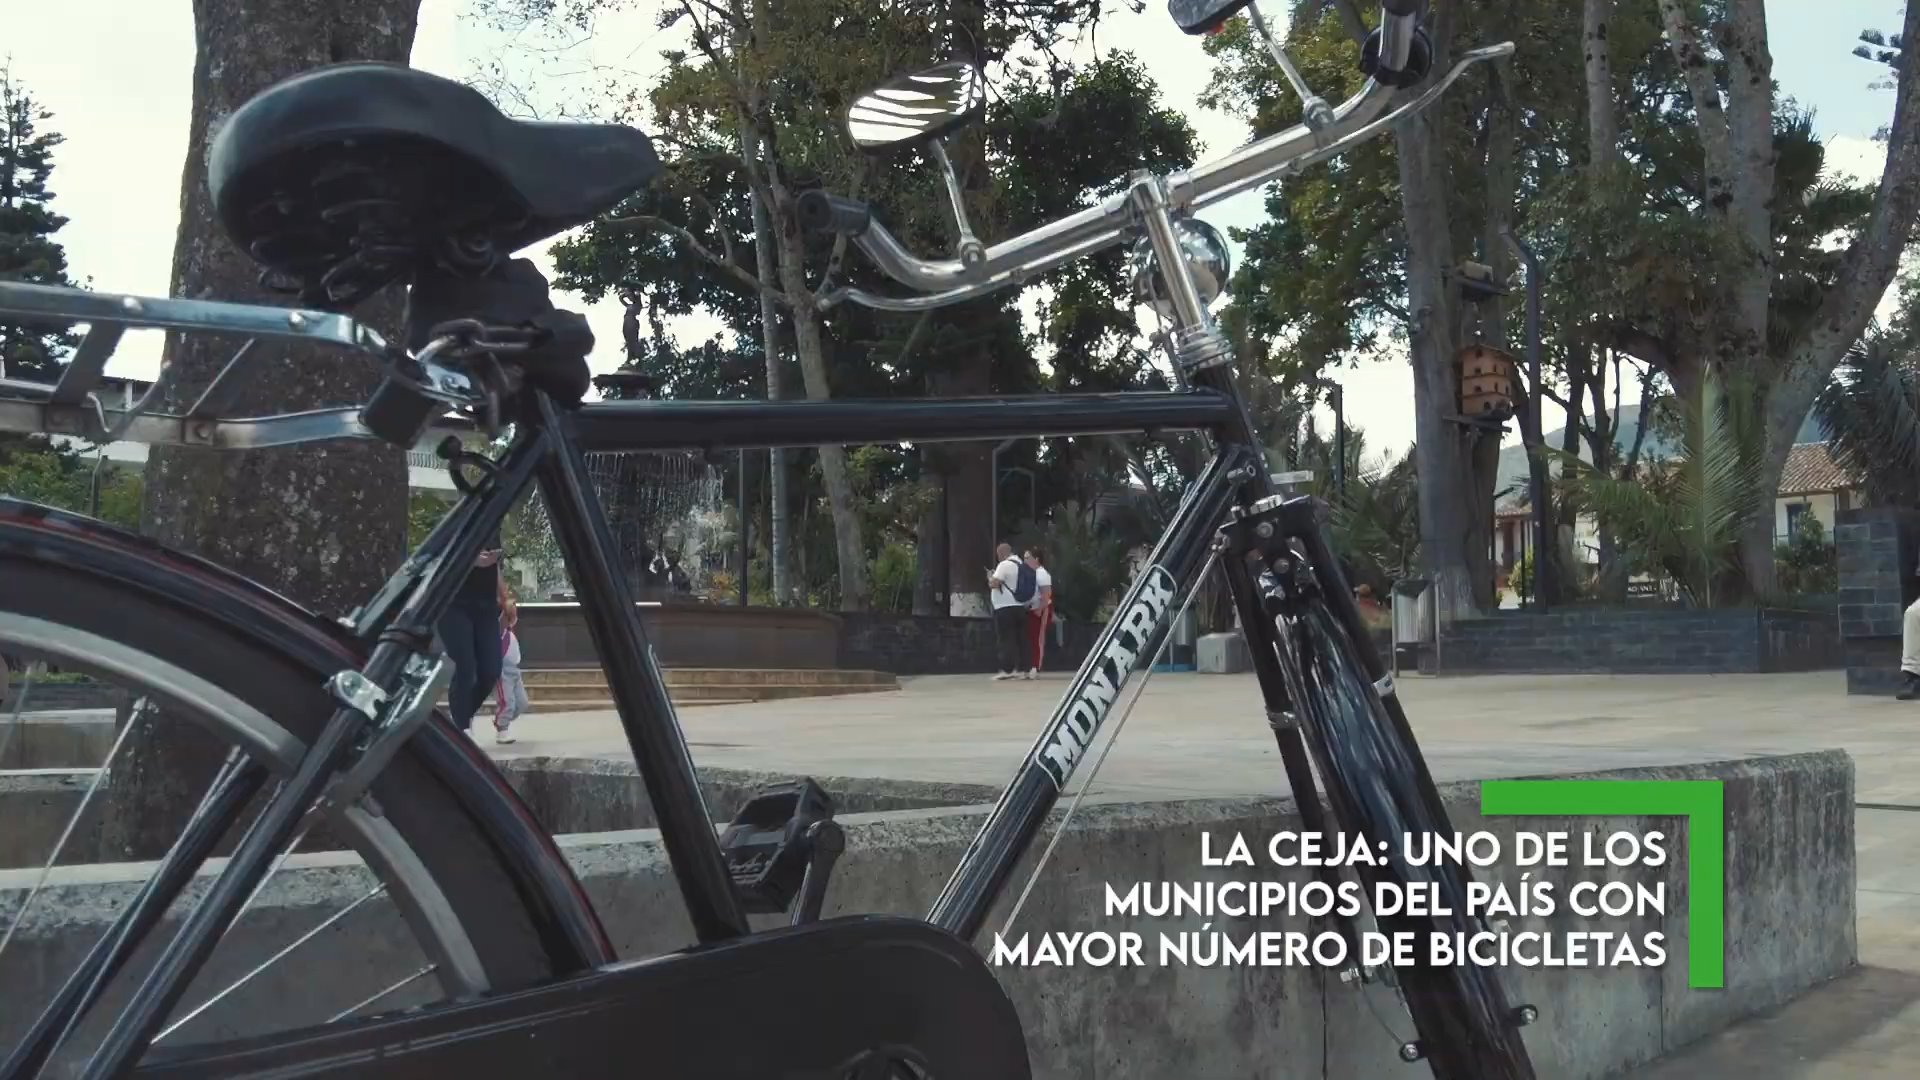 MONARK
LA CEJA: UNO DE LOS
MUNICIPIOS DEL PAÍS CON
MAYOR NÚMERO DE BICICLETAS